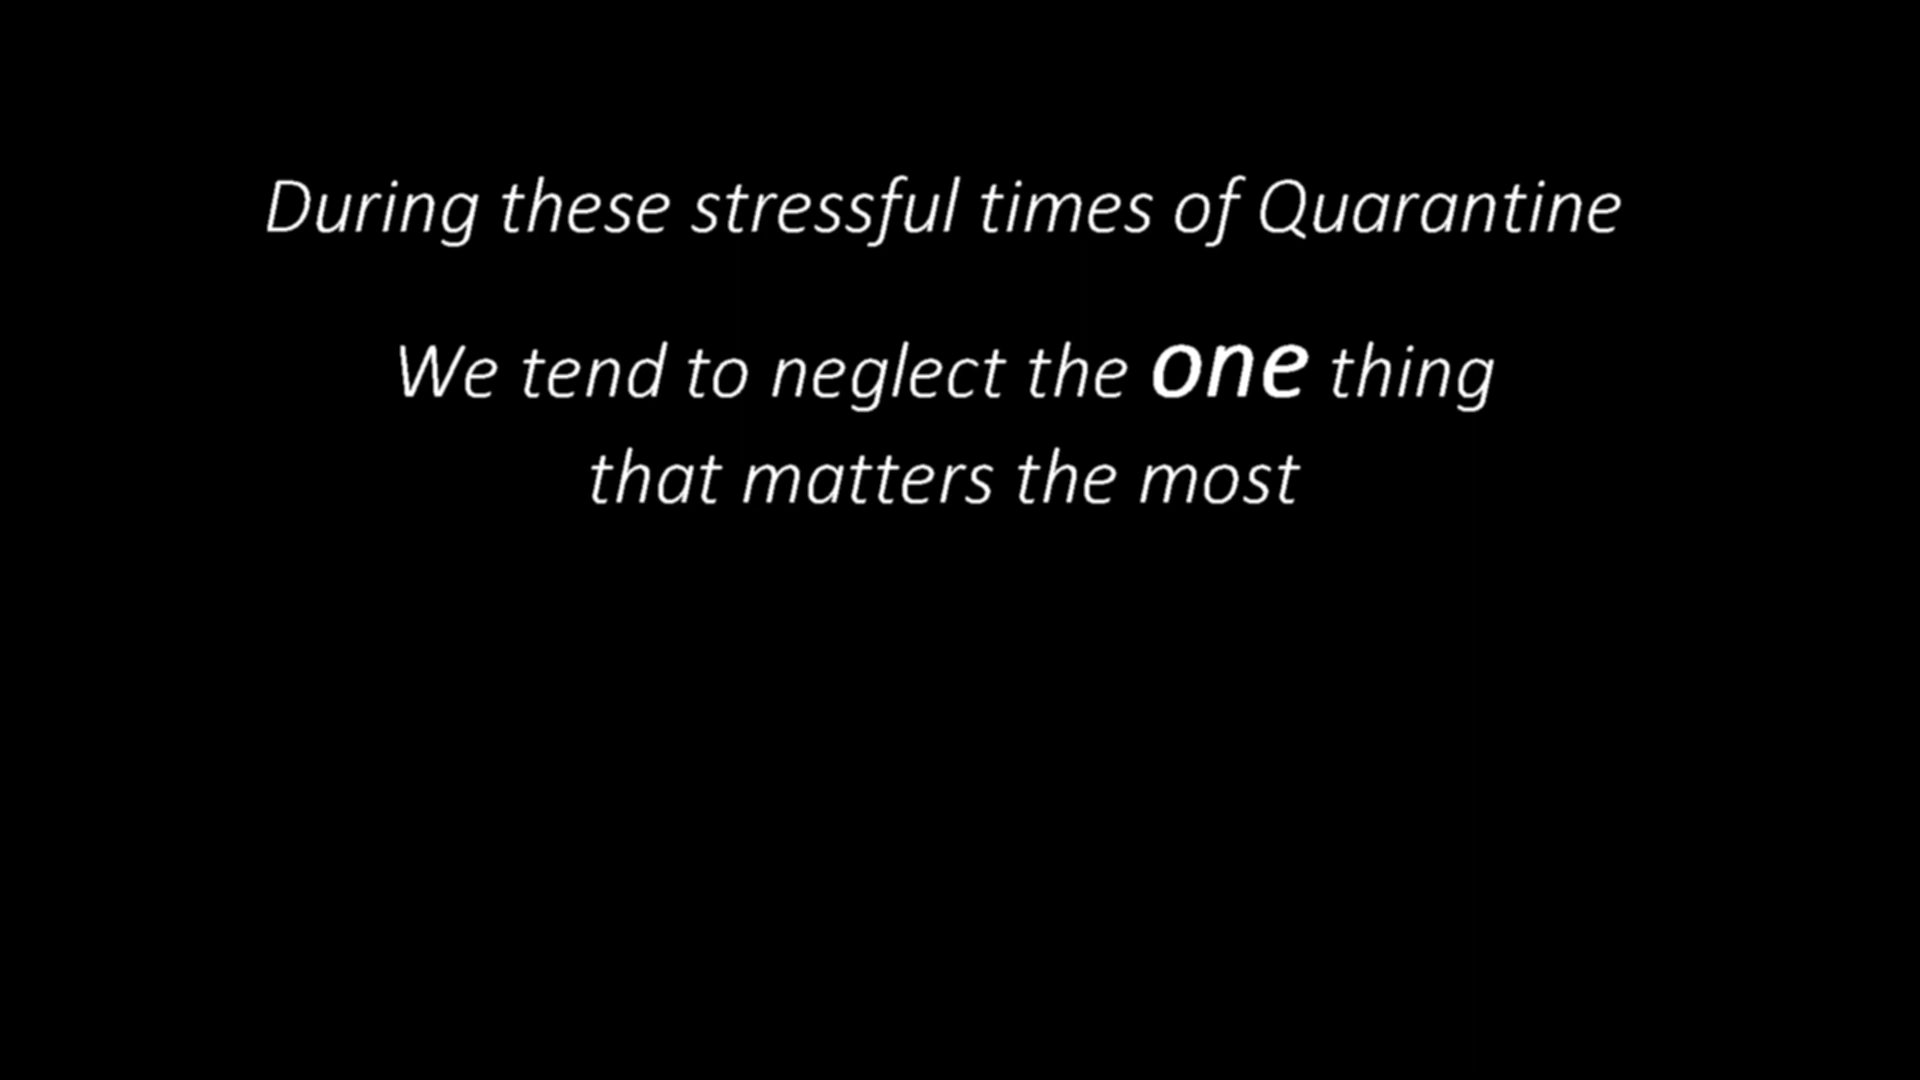 During these stressful times of Quarantine
We tend to neglect the one thing
that matters the most